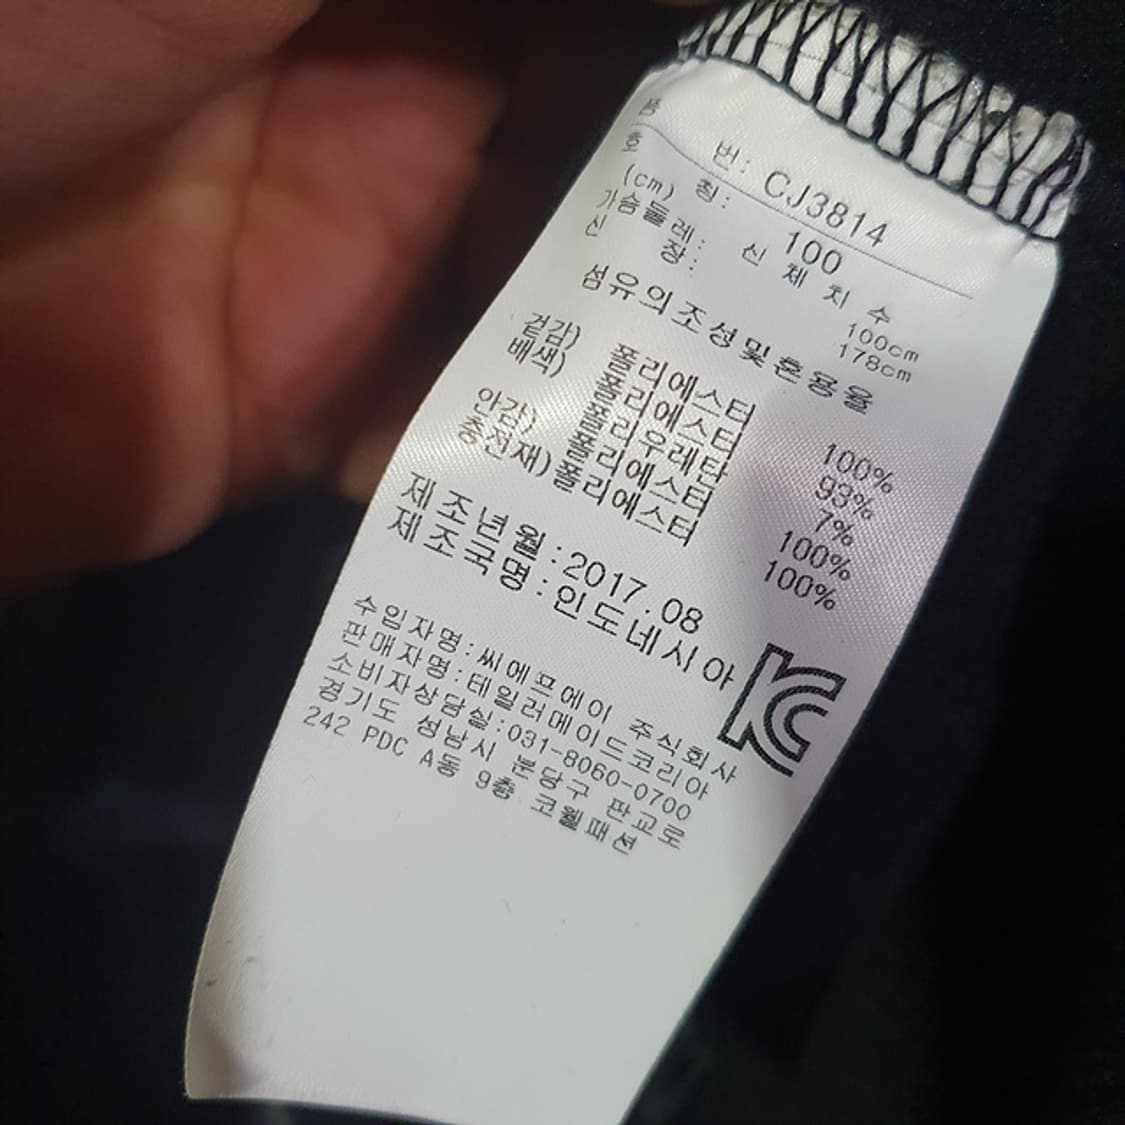 품 번: CJ3814
호 칭: 100
(cm) 신 체 치 수
가슴둘레: 100cm
신 장: 178cm
섬유의조성및혼용율
겉감) 폴리에스터 100%
배색) 폴리에스터 93%
폴리우레탄 7%
안감) 폴리에스터 100%
충전재) 폴리에스터 100%
제조년월:2017.08
제조국명:인도네시아
수입자명:씨에프에이 주식회사
판매자명:테일러메이드코리아
소비자상담실:031-8060-0700
경기도 성남시 분당구 판교로
242 PDC A동 9층 코웰패션
KC